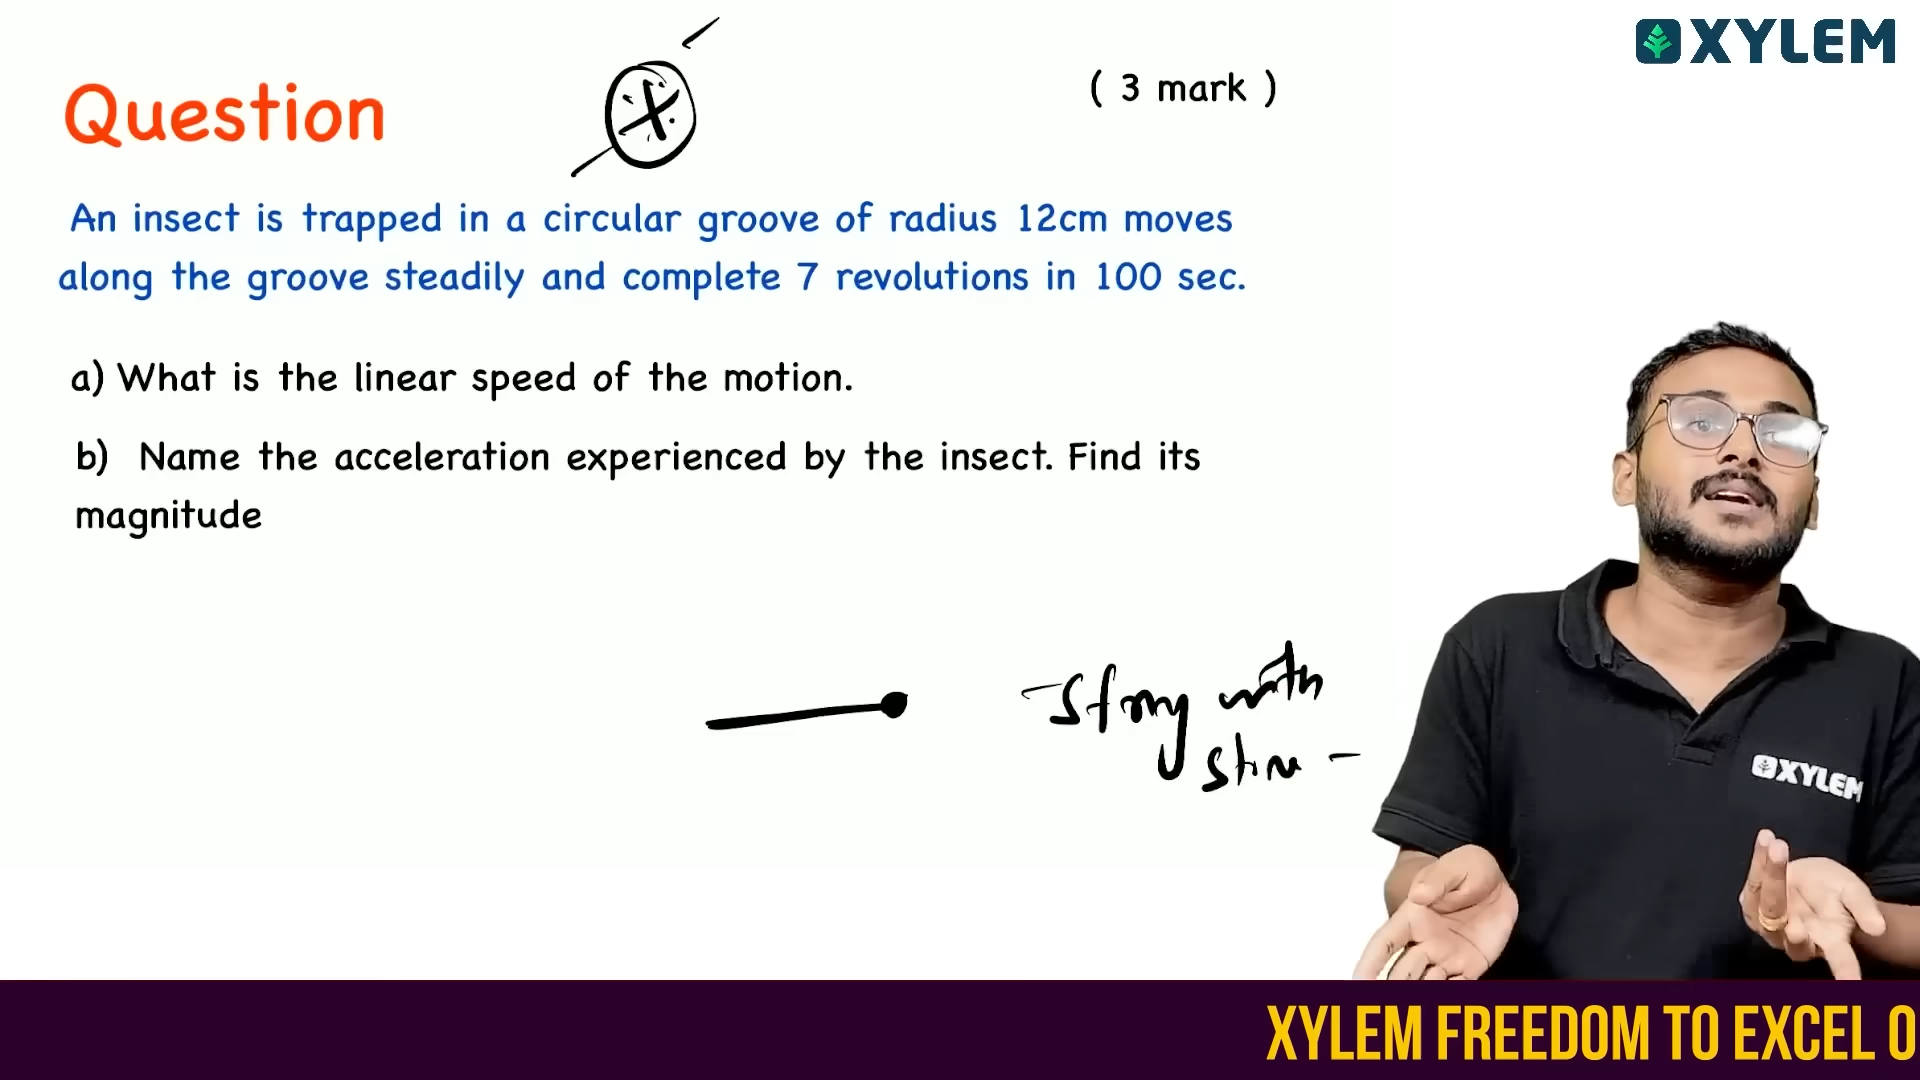 XYLEM
Question
( 3 mark )
An insect is trapped in a circular groove of radius 12cm moves
along the groove steadily and complete 7 revolutions in 100 sec.
a) What is the linear speed of the motion.
b) Name the acceleration experienced by the insect. Find its
magnitude
with
XYLEM
XYLEM FREEDOM TO EXCEL O